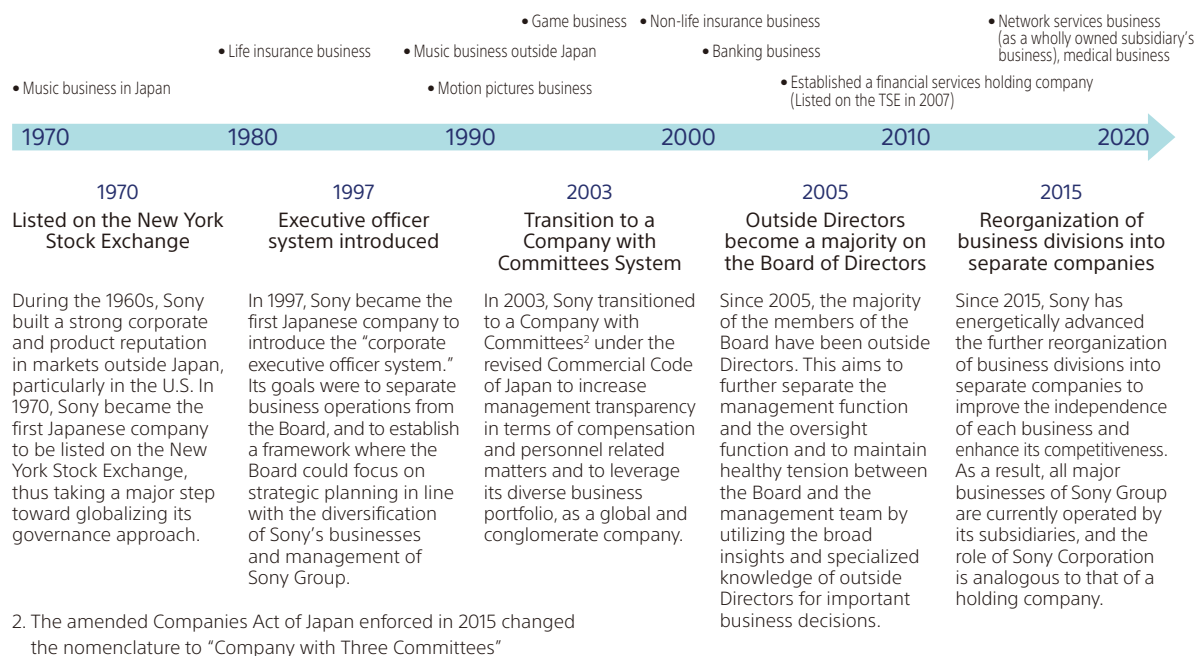 • Game business
• Non-life insurance business
• Network services business
(as a wholly owned subsidiary's
business), medical business
• Life insurance business
• Music business outside Japan
• Banking business
• Music business in Japan
• Motion pictures business
• Established a financial services holding company
(Listed on the TSE in 2007)
1970 1980 1990 2000 2010 2020
1970
Listed on the New York
Stock Exchange
During the 1960s, Sony
built a strong corporate
and product reputation
in markets outside Japan,
particularly in the U.S. In
1970, Sony became the
first Japanese company
to be listed on the New
York Stock Exchange,
thus taking a major step
toward globalizing its
governance approach.
1997
Executive officer
system introduced
In 1997, Sony became the
first Japanese company to
introduce the “corporate
executive officer system.”
Its goals were to separate
business operations from
the Board, and to establish
a framework where the
Board could focus on
strategic planning in line
with the diversification
of Sony’s businesses
and management of
Sony Group.
2003
Transition to a
Company with
Committees System
In 2003, Sony transitioned
to a Company with
Committees² under the
revised Commercial Code
of Japan to increase
management transparency
in terms of compensation
and personnel related
matters and to leverage
its diverse business
portfolio, as a global and
conglomerate company.
2005
Outside Directors
become a majority on
the Board of Directors
Since 2005, the majority
of the members of the
Board have been outside
Directors. This aims to
further separate the
management function
and the oversight
function and to maintain
healthy tension between
the Board and the
management team by
utilizing the broad
insights and specialized
knowledge of outside
Directors for important
business decisions.
2015
Reorganization of
business divisions into
separate companies
Since 2015, Sony has
energetically advanced
the further reorganization
of business divisions into
separate companies to
improve the independence
of each business and
enhance its competitiveness.
As a result, all major
businesses of Sony Group
are currently operated by
its subsidiaries, and the
role of Sony Corporation
is analogous to that of a
holding company.
2. The amended Companies Act of Japan enforced in 2015 changed
the nomenclature to “Company with Three Committees”